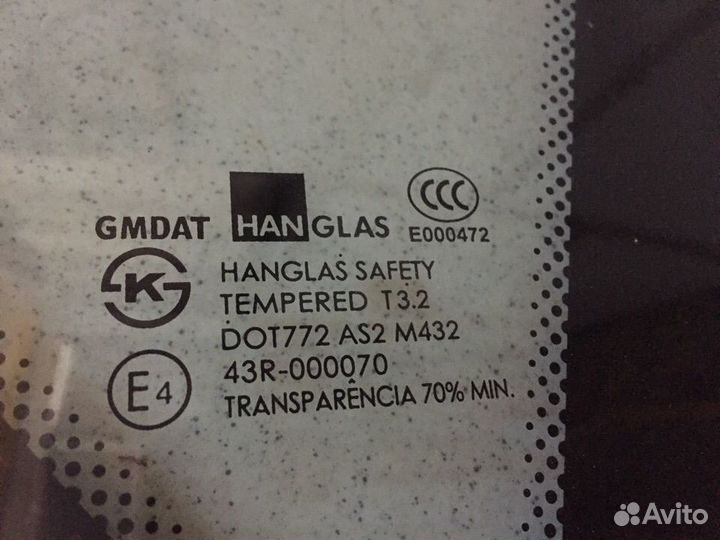 GMDAT HANGLAS CCC
E000472
K HANGLAS SAFETY
TEMPERED T3.2
DOT772 AS2 M432
E4 43R-000070
TRANSPARÊNCIA 70% MIN.
Avito